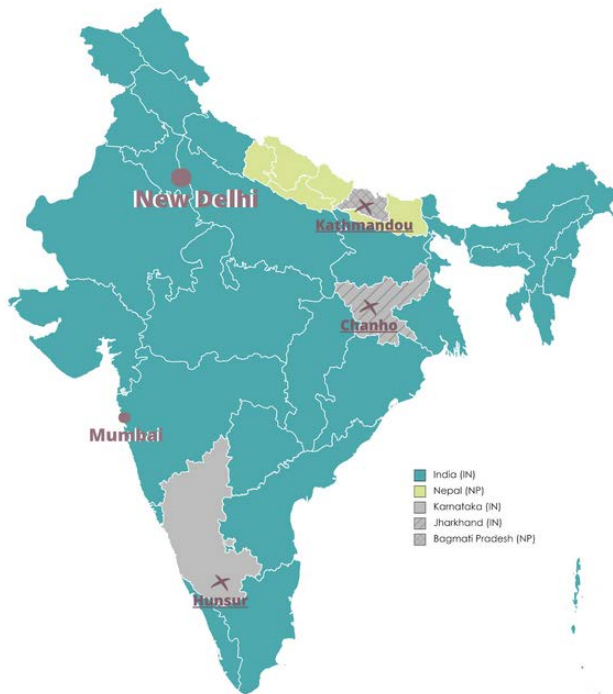 New Delhi
Kathmandou
Chanho
Mumbai
Hunsur
India (IN)
Nepal (NP)
Karnataka (IN)
Jharkhand (IN)
Bagmati Pradesh (NP)